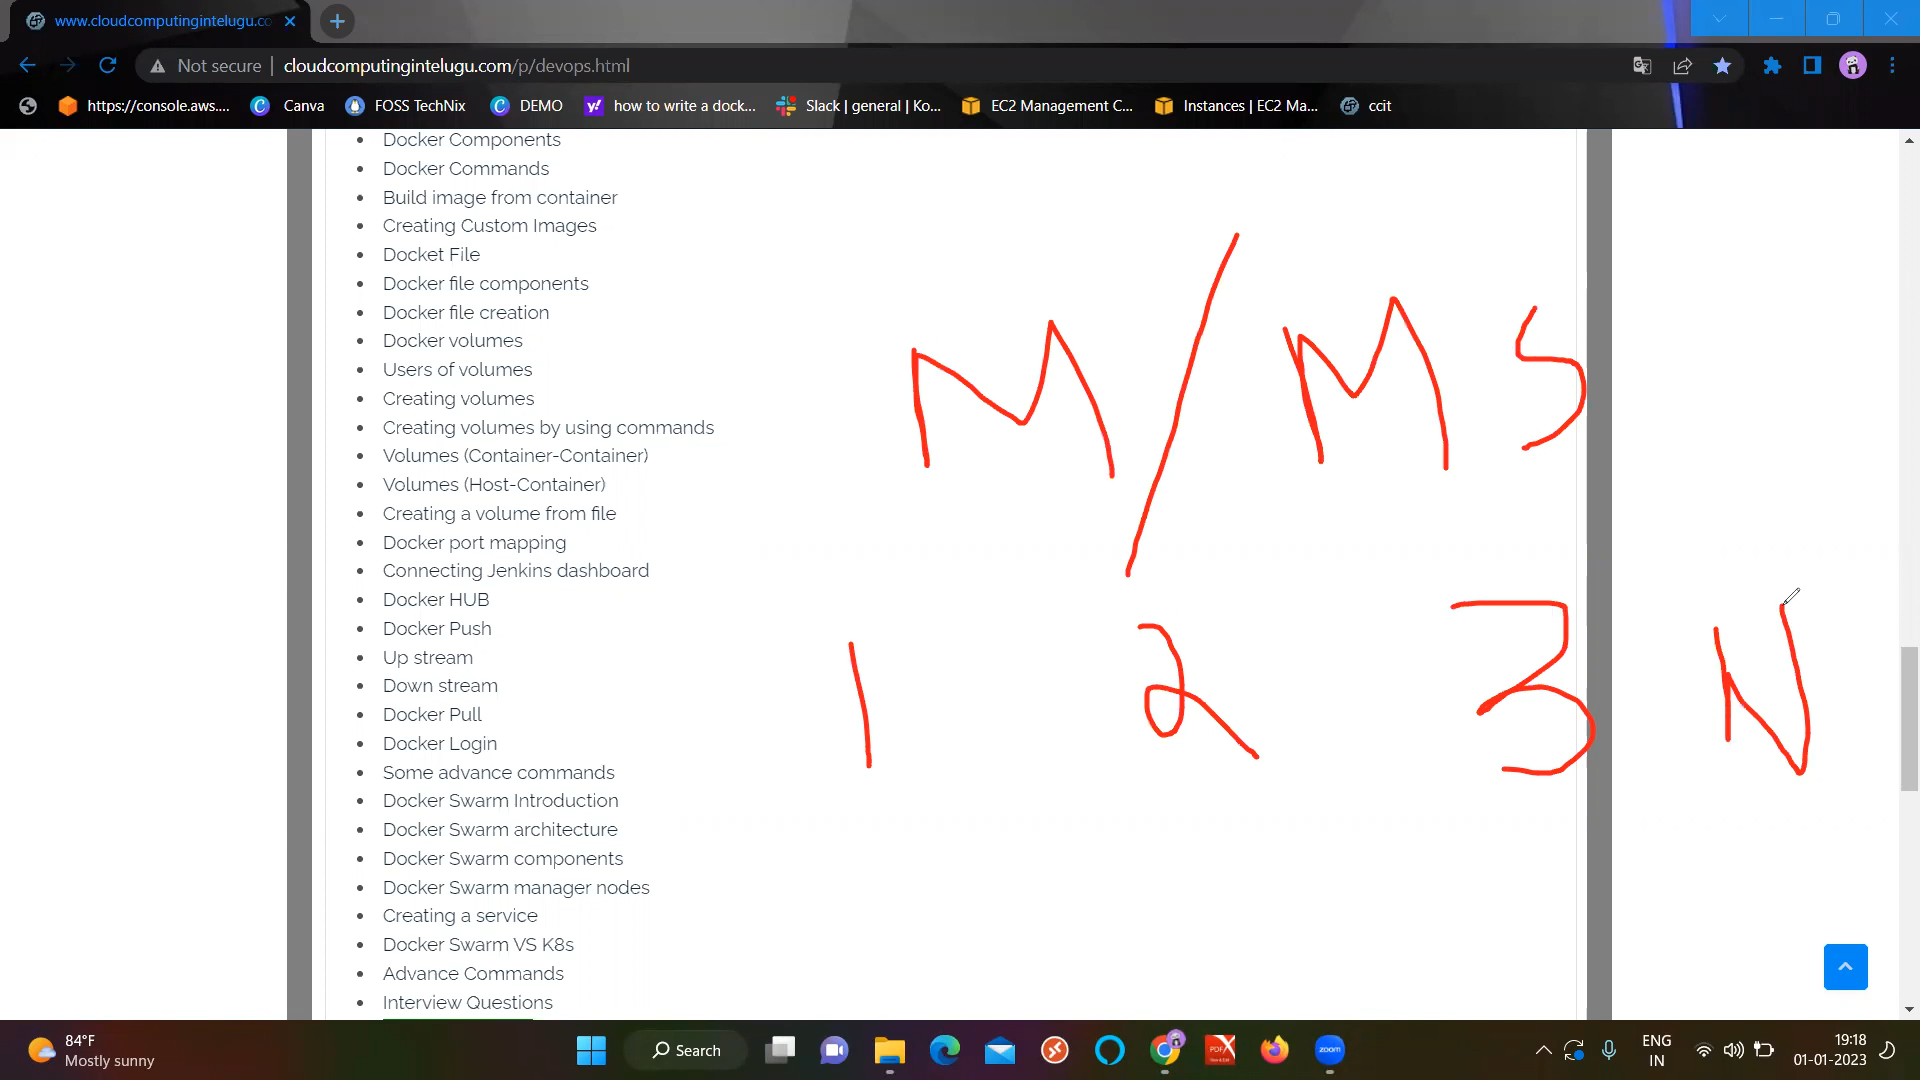 www.cloudcomputingintelugu.co
Not secure | cloudcomputingintelugu.com/p/devops.html
https://console.aws.... Canva FOSS TechNix DEMO how to write a dock... Slack | general | Ko... EC2 Management C... Instances | EC2 Ma... ccit
Docker Components
Docker Commands
Build image from container
Creating Custom Images
Docket File
Docker file components
Docker file creation
Docker volumes
Users of volumes
Creating volumes
Creating volumes by using commands
Volumes (Container-Container)
Volumes (Host-Container)
Creating a volume from file
Docker port mapping
Connecting Jenkins dashboard
Docker HUB
Docker Push
Up stream
Down stream
Docker Pull
Docker Login
Some advance commands
Docker Swarm Introduction
Docker Swarm architecture
Docker Swarm components
Docker Swarm manager nodes
Creating a service
Docker Swarm VS K8s
Advance Commands
Interview Questions
M/MS
1 2 3 N
84°F
Mostly sunny
Search
zoom
ENG
IN
19:18
01-01-2023